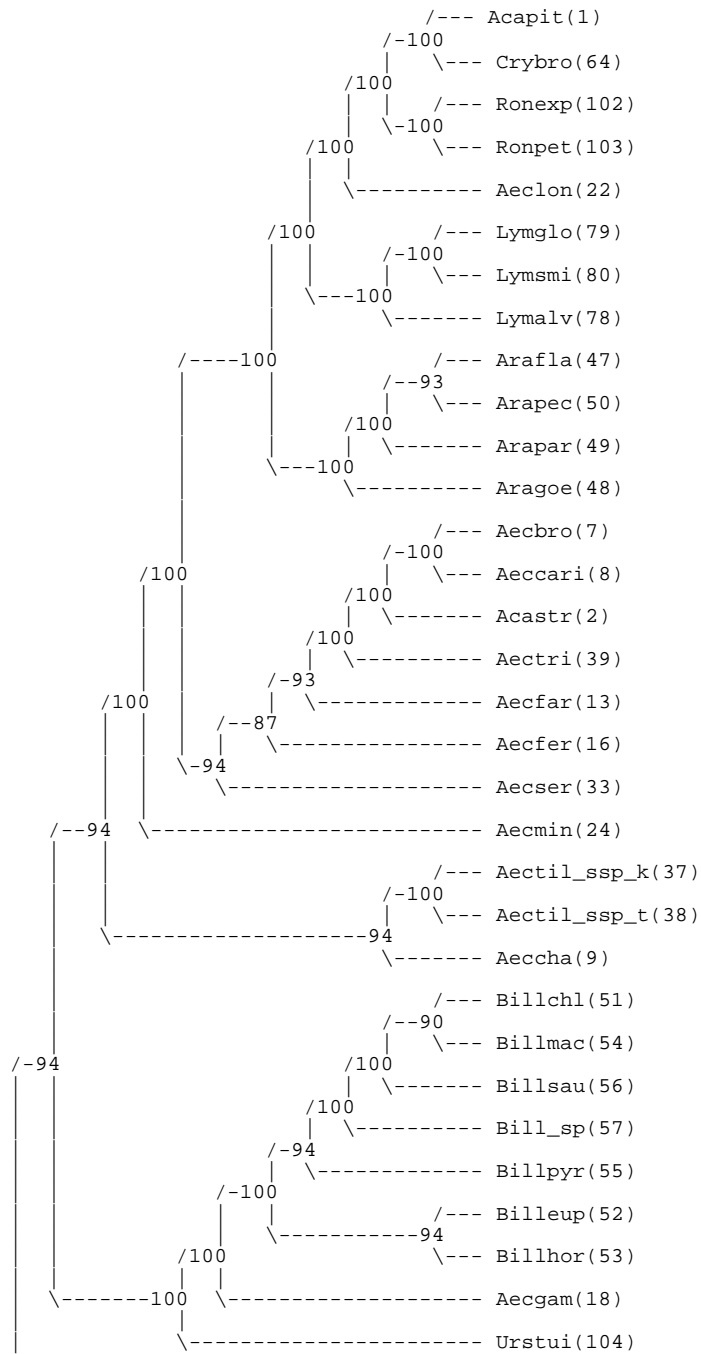 /--- Acapit(1)
/-100
| \--- Crybro(64)
/100
| | /--- Ronexp(102)
| \-100
/100 \--- Ronpet(103)
| |
| \---------- Aeclon(22)
|
/100 /--- Lymglo(79)
| | /-100
| | | \--- Lymsmi(80)
| \---100
| \------- Lymalv(78)
|
/----100 /--- Arafla(47)
| | /--93
| | | \--- Arapec(50)
| | /100
| | | \------- Arapar(49)
| \---100
| \---------- Aragoe(48)
|
| /--- Aecbro(7)
| /-100
/100 | \--- Aeccari(8)
| | /100
| | | \------- Acastr(2)
| | /100
| | | \---------- Aectri(39)
| | /-93
| | | \------------- Aecfar(13)
/100 | /--87
| | | | \---------------- Aecfer(16)
| | \-94
| | \-------------------- Aecser(33)
| |
/--94 \-------------------------- Aecmin(24)
| |
| | /--- Aectil_ssp_k(37)
| | /-100
| | | \--- Aectil_ssp_t(38)
| \--------------------94
| \------- Aeccha(9)
|
| /--- Billchl(51)
| /--90
| | \--- Billmac(54)
/-94 /100
| | | \------- Billsau(56)
| | /100
| | | \---------- Bill_sp(57)
| | /-94
| | | \------------- Billpyr(55)
| | /-100
| | | | /--- Billeup(52)
| | | \-----------94
| | /100 \--- Billhor(53)
| | | |
| \-------100 \-------------------- Aecgam(18)
| |
| \----------------------- Urstui(104)